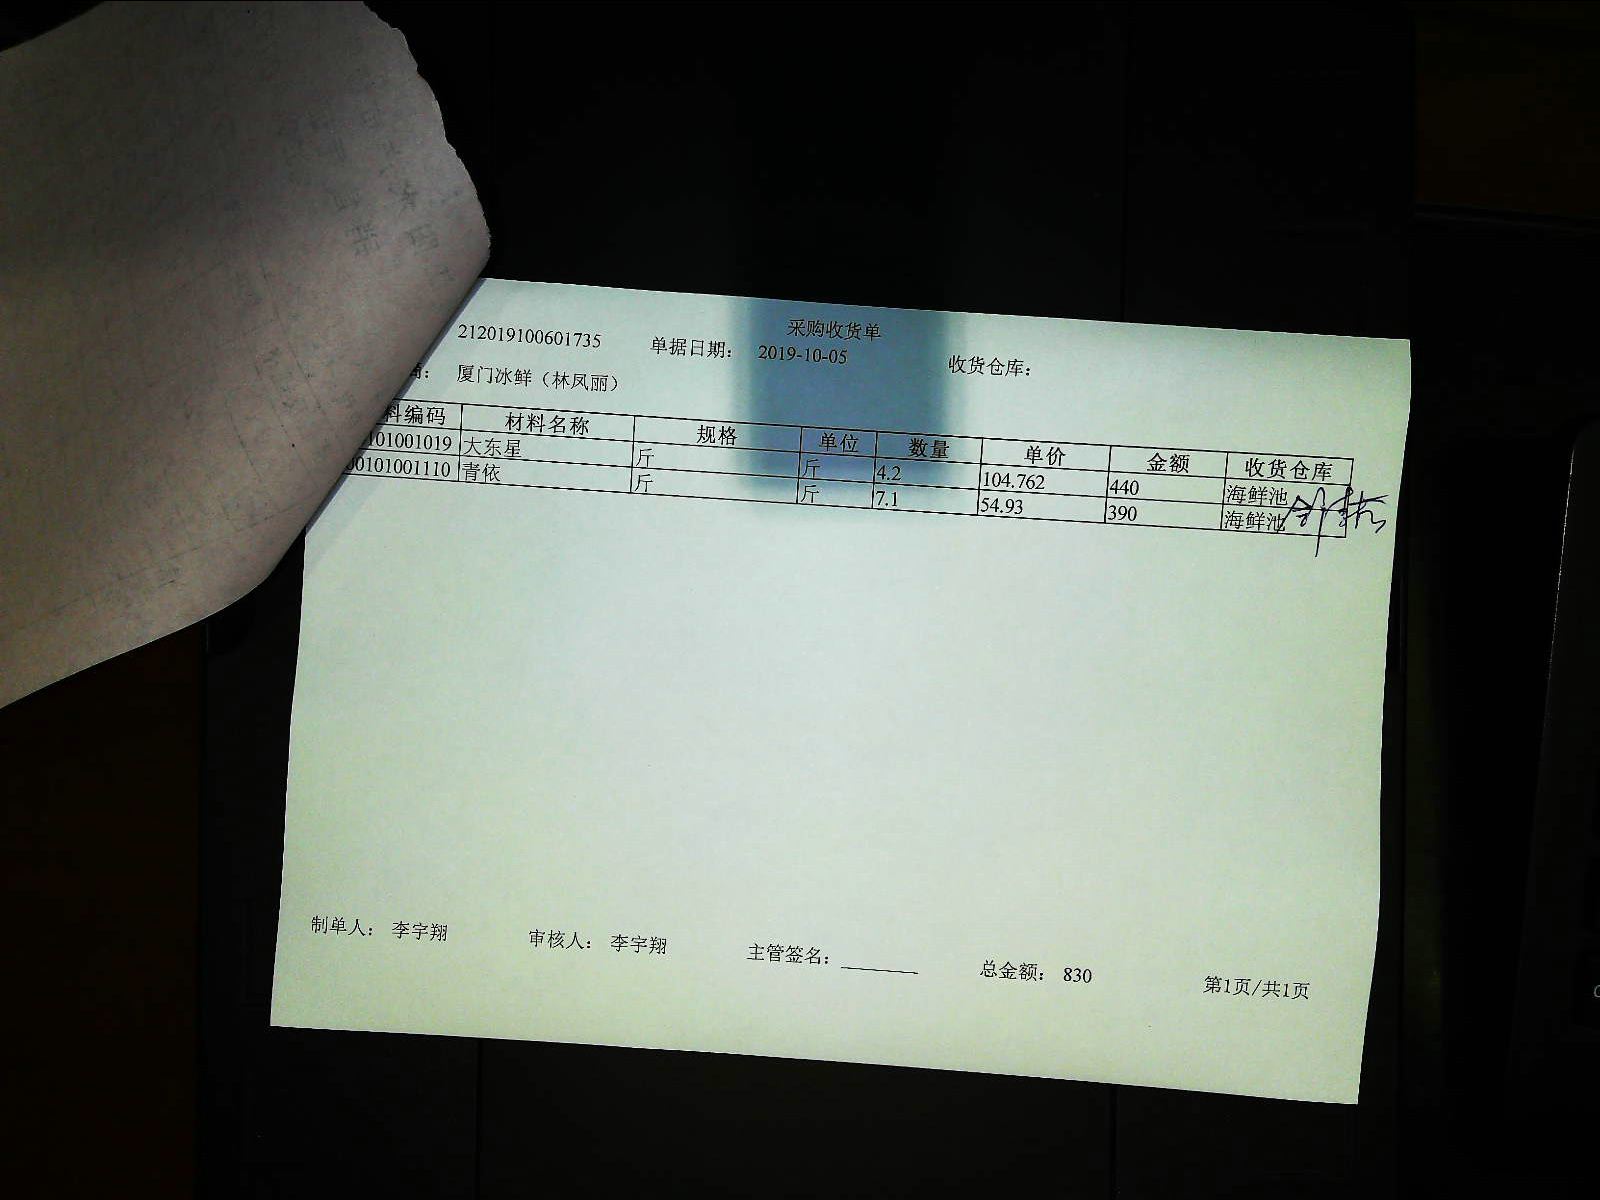 采购收货单
212019100601735 单据日期： 2019-10-05 收货仓库：
商： 厦门冰鲜（林凤丽）
料编码 材料名称 规格 单位 数量 单价 金额 收货仓库
101001019 大东星 斤 斤 4.2 104.762 440 海鲜池
00101001110 青依 斤 斤 7.1 54.93 390 海鲜池
制单人： 李宇翔 审核人： 李宇翔 主管签名： 总金额： 830 第1页/共1页